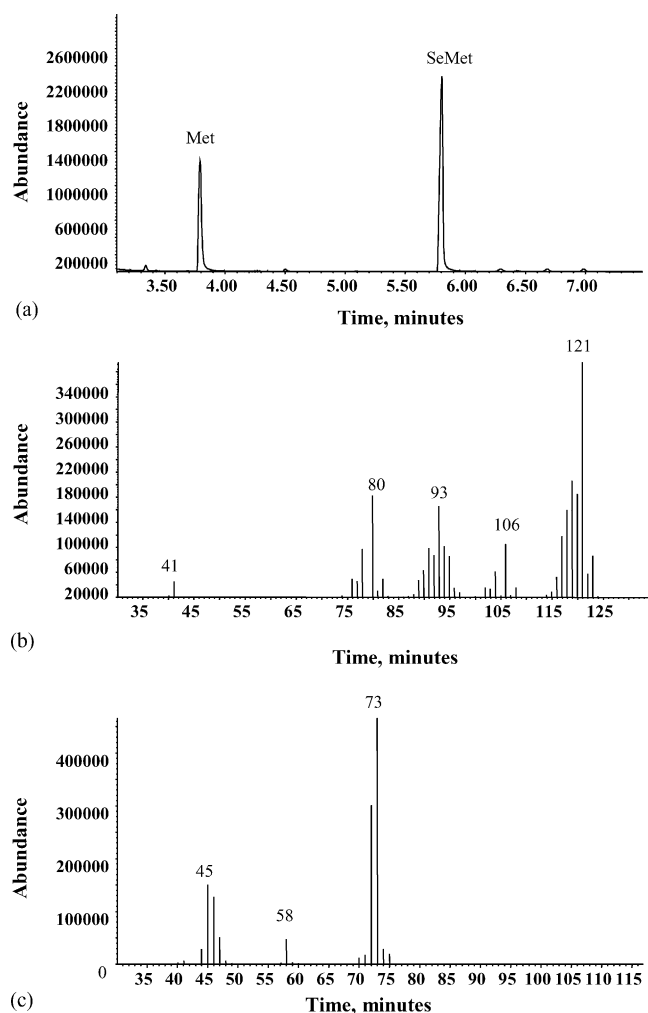 2600000
2200000
1800000
1400000
1000000
600000
200000
Abundance
Met
SeMet
3.50 4.00 4.50 5.00 5.50 6.00 6.50 7.00
Time, minutes
(a)
340000
300000
260000
220000
180000
140000
100000
60000
20000
Abundance
41
80
93
106
121
35 45 55 65 75 85 95 105 115 125
Time, minutes
(b)
400000
300000
200000
100000
0
Abundance
45
58
73
35 40 45 50 55 60 65 70 75 80 85 90 95 100 105 110 115
Time, minutes
(c)